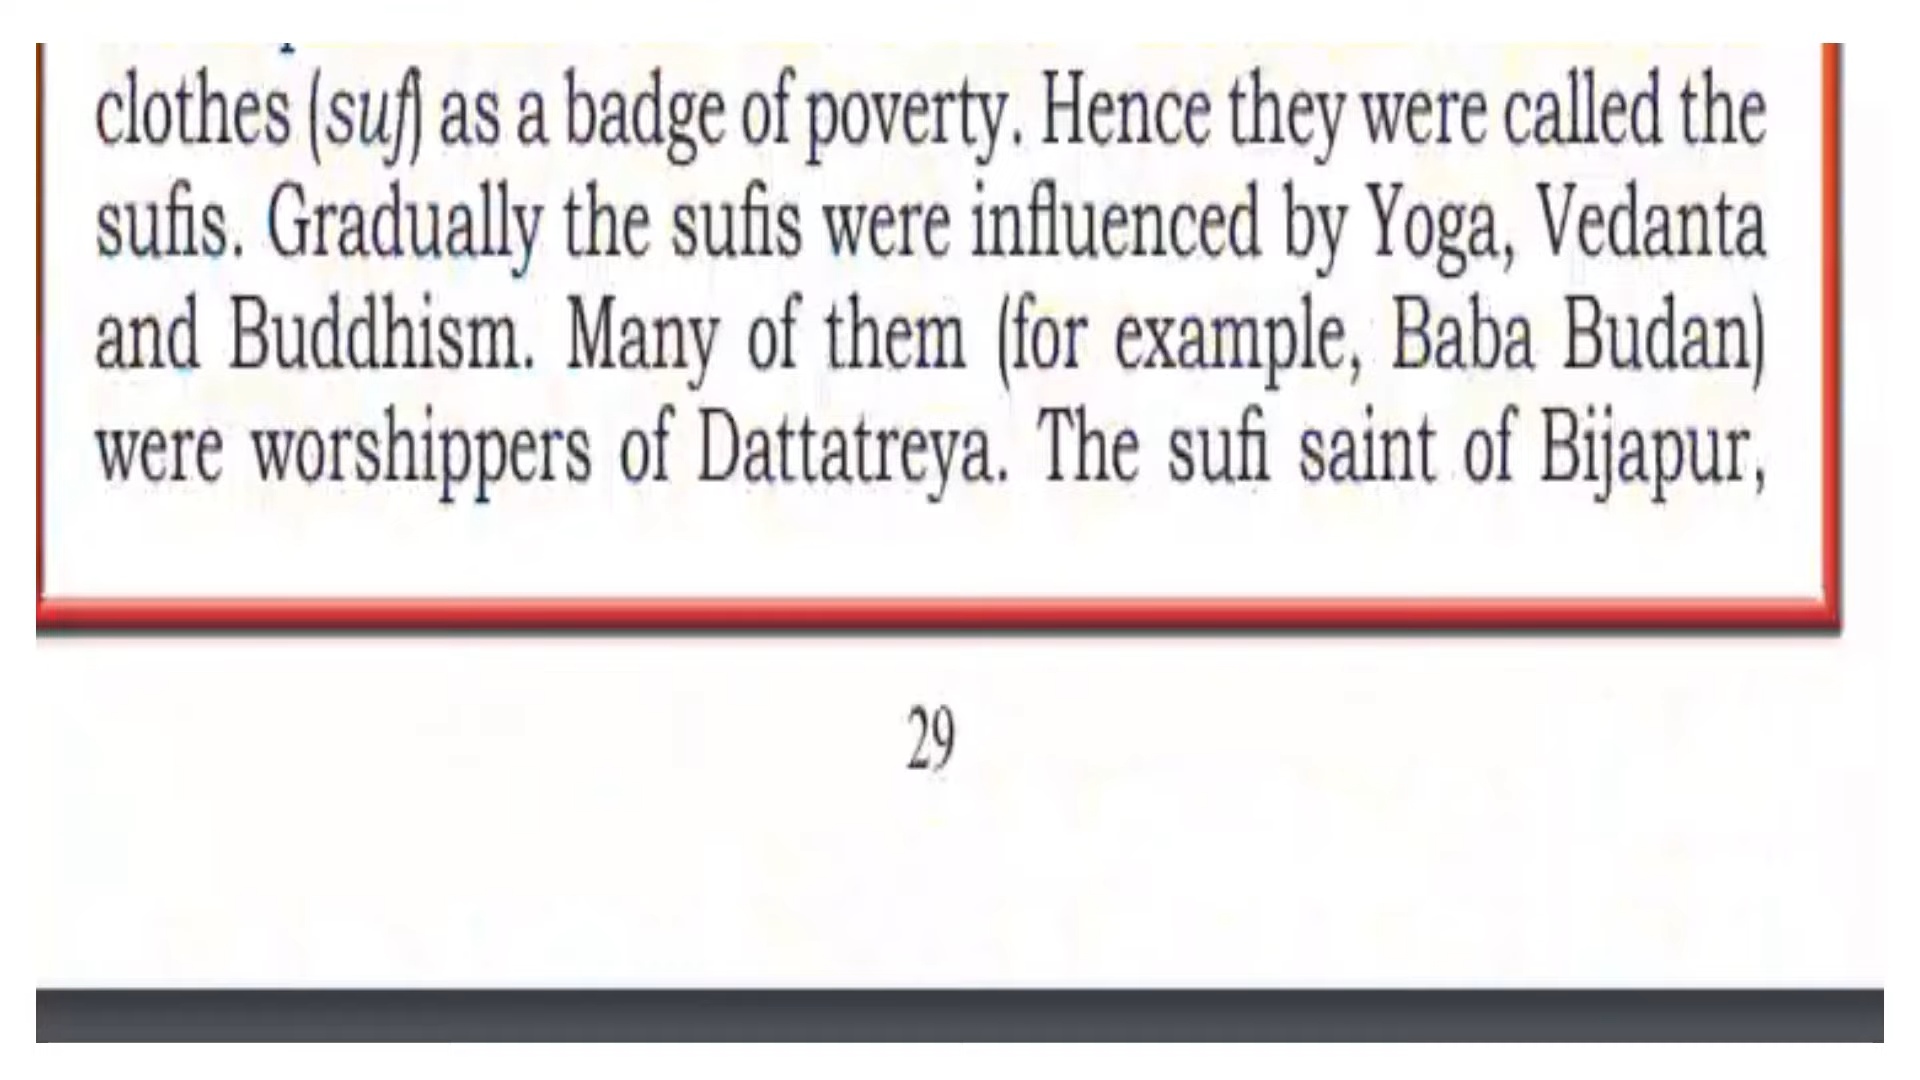 clothes (suf) as a badge of poverty. Hence they were called the
sufis. Gradually the sufis were influenced by Yoga, Vedanta
and Buddhism. Many of them (for example, Baba Budan)
were worshippers of Dattatreya. The sufi saint of Bijapur,
29